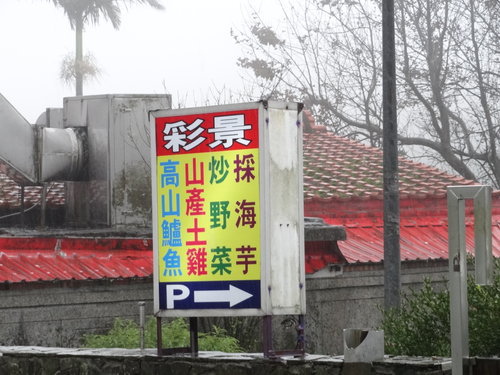 彩景
採海芋
炒野菜
山產土雞
高山鱸魚
P